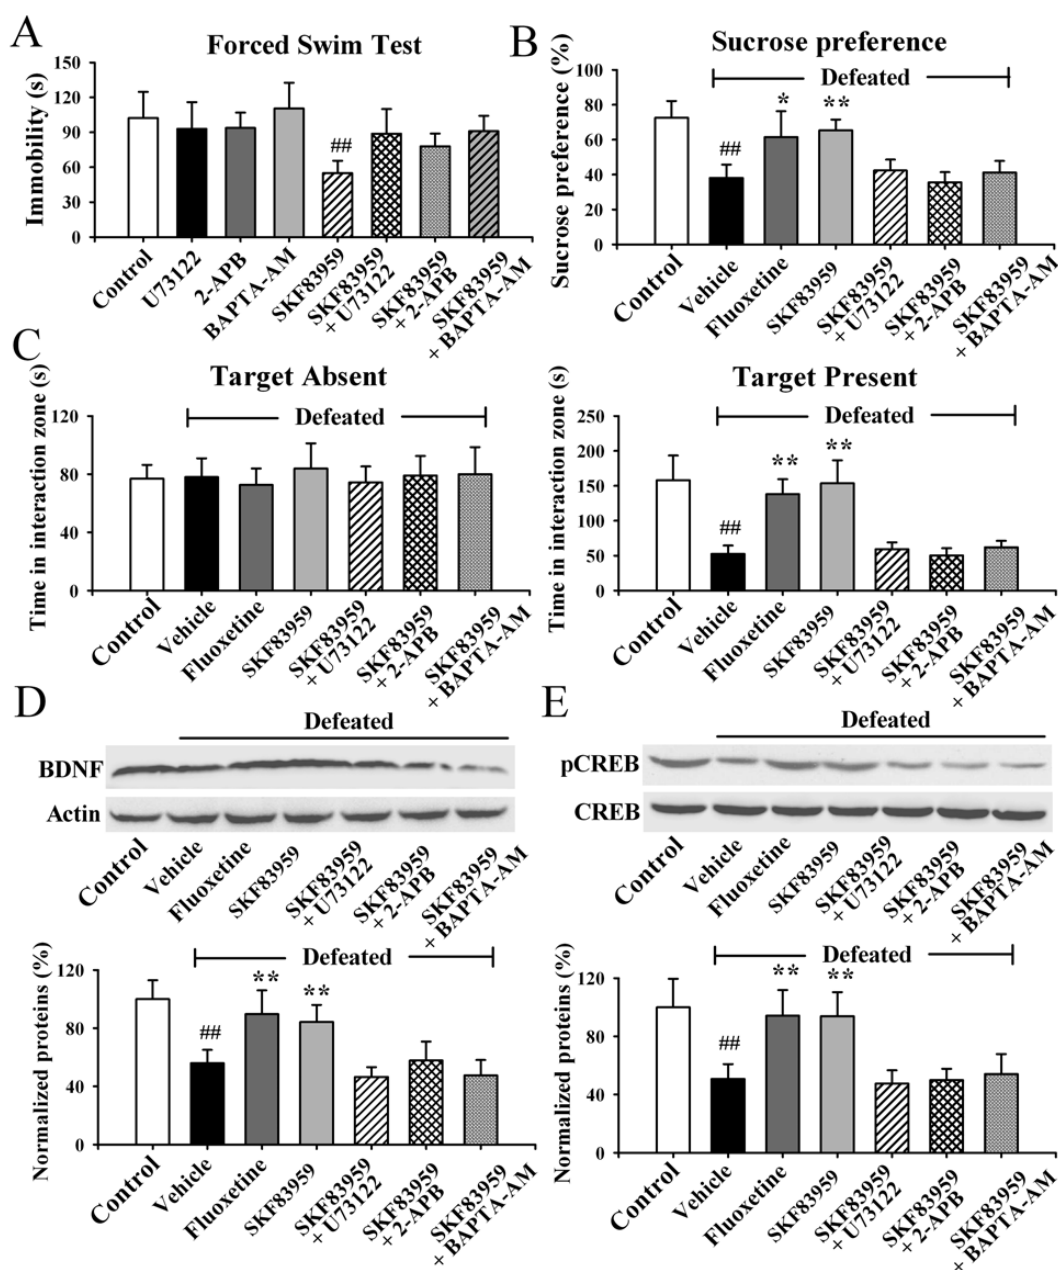 A
Forced Swim Test
Immobility (s)
150
120
90
60
30
0
##
Control
U73122
2-APB
BAPTA-AM
SKF83959
SKF83959
+ U73122
SKF83959
+ 2-APB
SKF83959
+ BAPTA-AM
B
Sucrose preference
Sucrose preference (%)
100
80
60
40
20
0
Defeated
##
*
**
Control
Vehicle
Fluoxetine
SKF83959
SKF83959
+ U73122
SKF83959
+ 2-APB
SKF83959
+ BAPTA-AM
C
Target Absent
Time in interaction zone (s)
120
80
40
0
Defeated
Control
Vehicle
Fluoxetine
SKF83959
SKF83959
+ U73122
SKF83959
+ 2-APB
SKF83959
+ BAPTA-AM
Target Present
Time in interaction zone (s)
250
200
150
100
50
0
Defeated
##
**
**
Control
Vehicle
Fluoxetine
SKF83959
SKF83959
+ U73122
SKF83959
+ 2-APB
SKF83959
+ BAPTA-AM
D
Defeated
BDNF
Actin
Control
Vehicle
Fluoxetine
SKF83959
SKF83959
+ U73122
SKF83959
+ 2-APB
SKF83959
+ BAPTA-AM
Normalized proteins (%)
120
80
40
0
Defeated
##
**
**
Control
Vehicle
Fluoxetine
SKF83959
SKF83959
+ U73122
SKF83959
+ 2-APB
SKF83959
+ BAPTA-AM
E
Defeated
pCREB
CREB
Control
Vehicle
Fluoxetine
SKF83959
SKF83959
+ U73122
SKF83959
+ 2-APB
SKF83959
+ BAPTA-AM
Normalized proteins (%)
120
80
40
0
Defeated
##
**
**
Control
Vehicle
Fluoxetine
SKF83959
SKF83959
+ U73122
SKF83959
+ 2-APB
SKF83959
+ BAPTA-AM